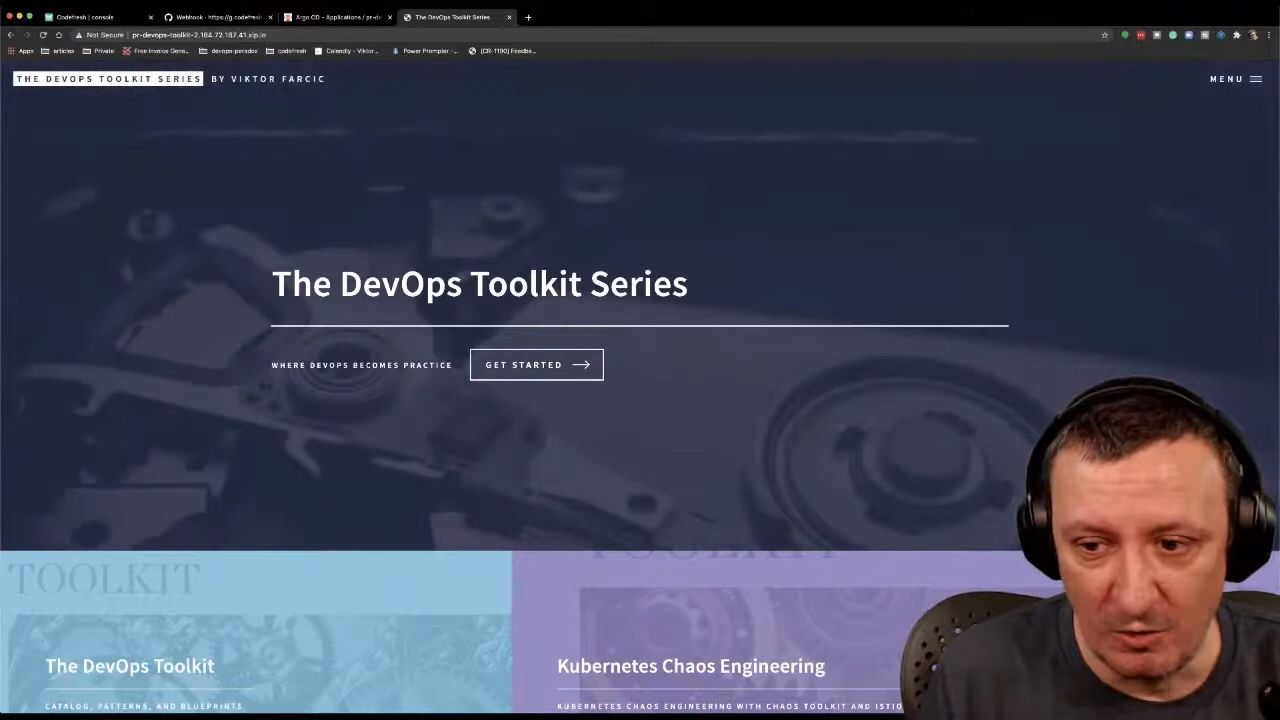 Codefresh | console
Webhook · https://g.codefresh
Argo CD - Applications / pr-de
The DevOps Toolkit Series
Not Secure
pr-devops-toolkit-2.184.72.187.41.xip.io
Apps
articles
Private
Free Invoice Gene...
devops-paradox
codefresh
Calendly - Viktor...
Power Prompter -...
[CR-1190] Feedba...
THE DEVOPS TOOLKIT SERIES BY VIKTOR FARCIC
MENU
The DevOps Toolkit Series
WHERE DEVOPS BECOMES PRACTICE
GET STARTED
TOOLKIT
TOOLKIT
The DevOps Toolkit
Kubernetes Chaos Engineering
CATALOG, PATTERNS, AND BLUEPRINTS
KUBERNETES CHAOS ENGINEERING WITH CHAOS TOOLKIT AND ISTIO